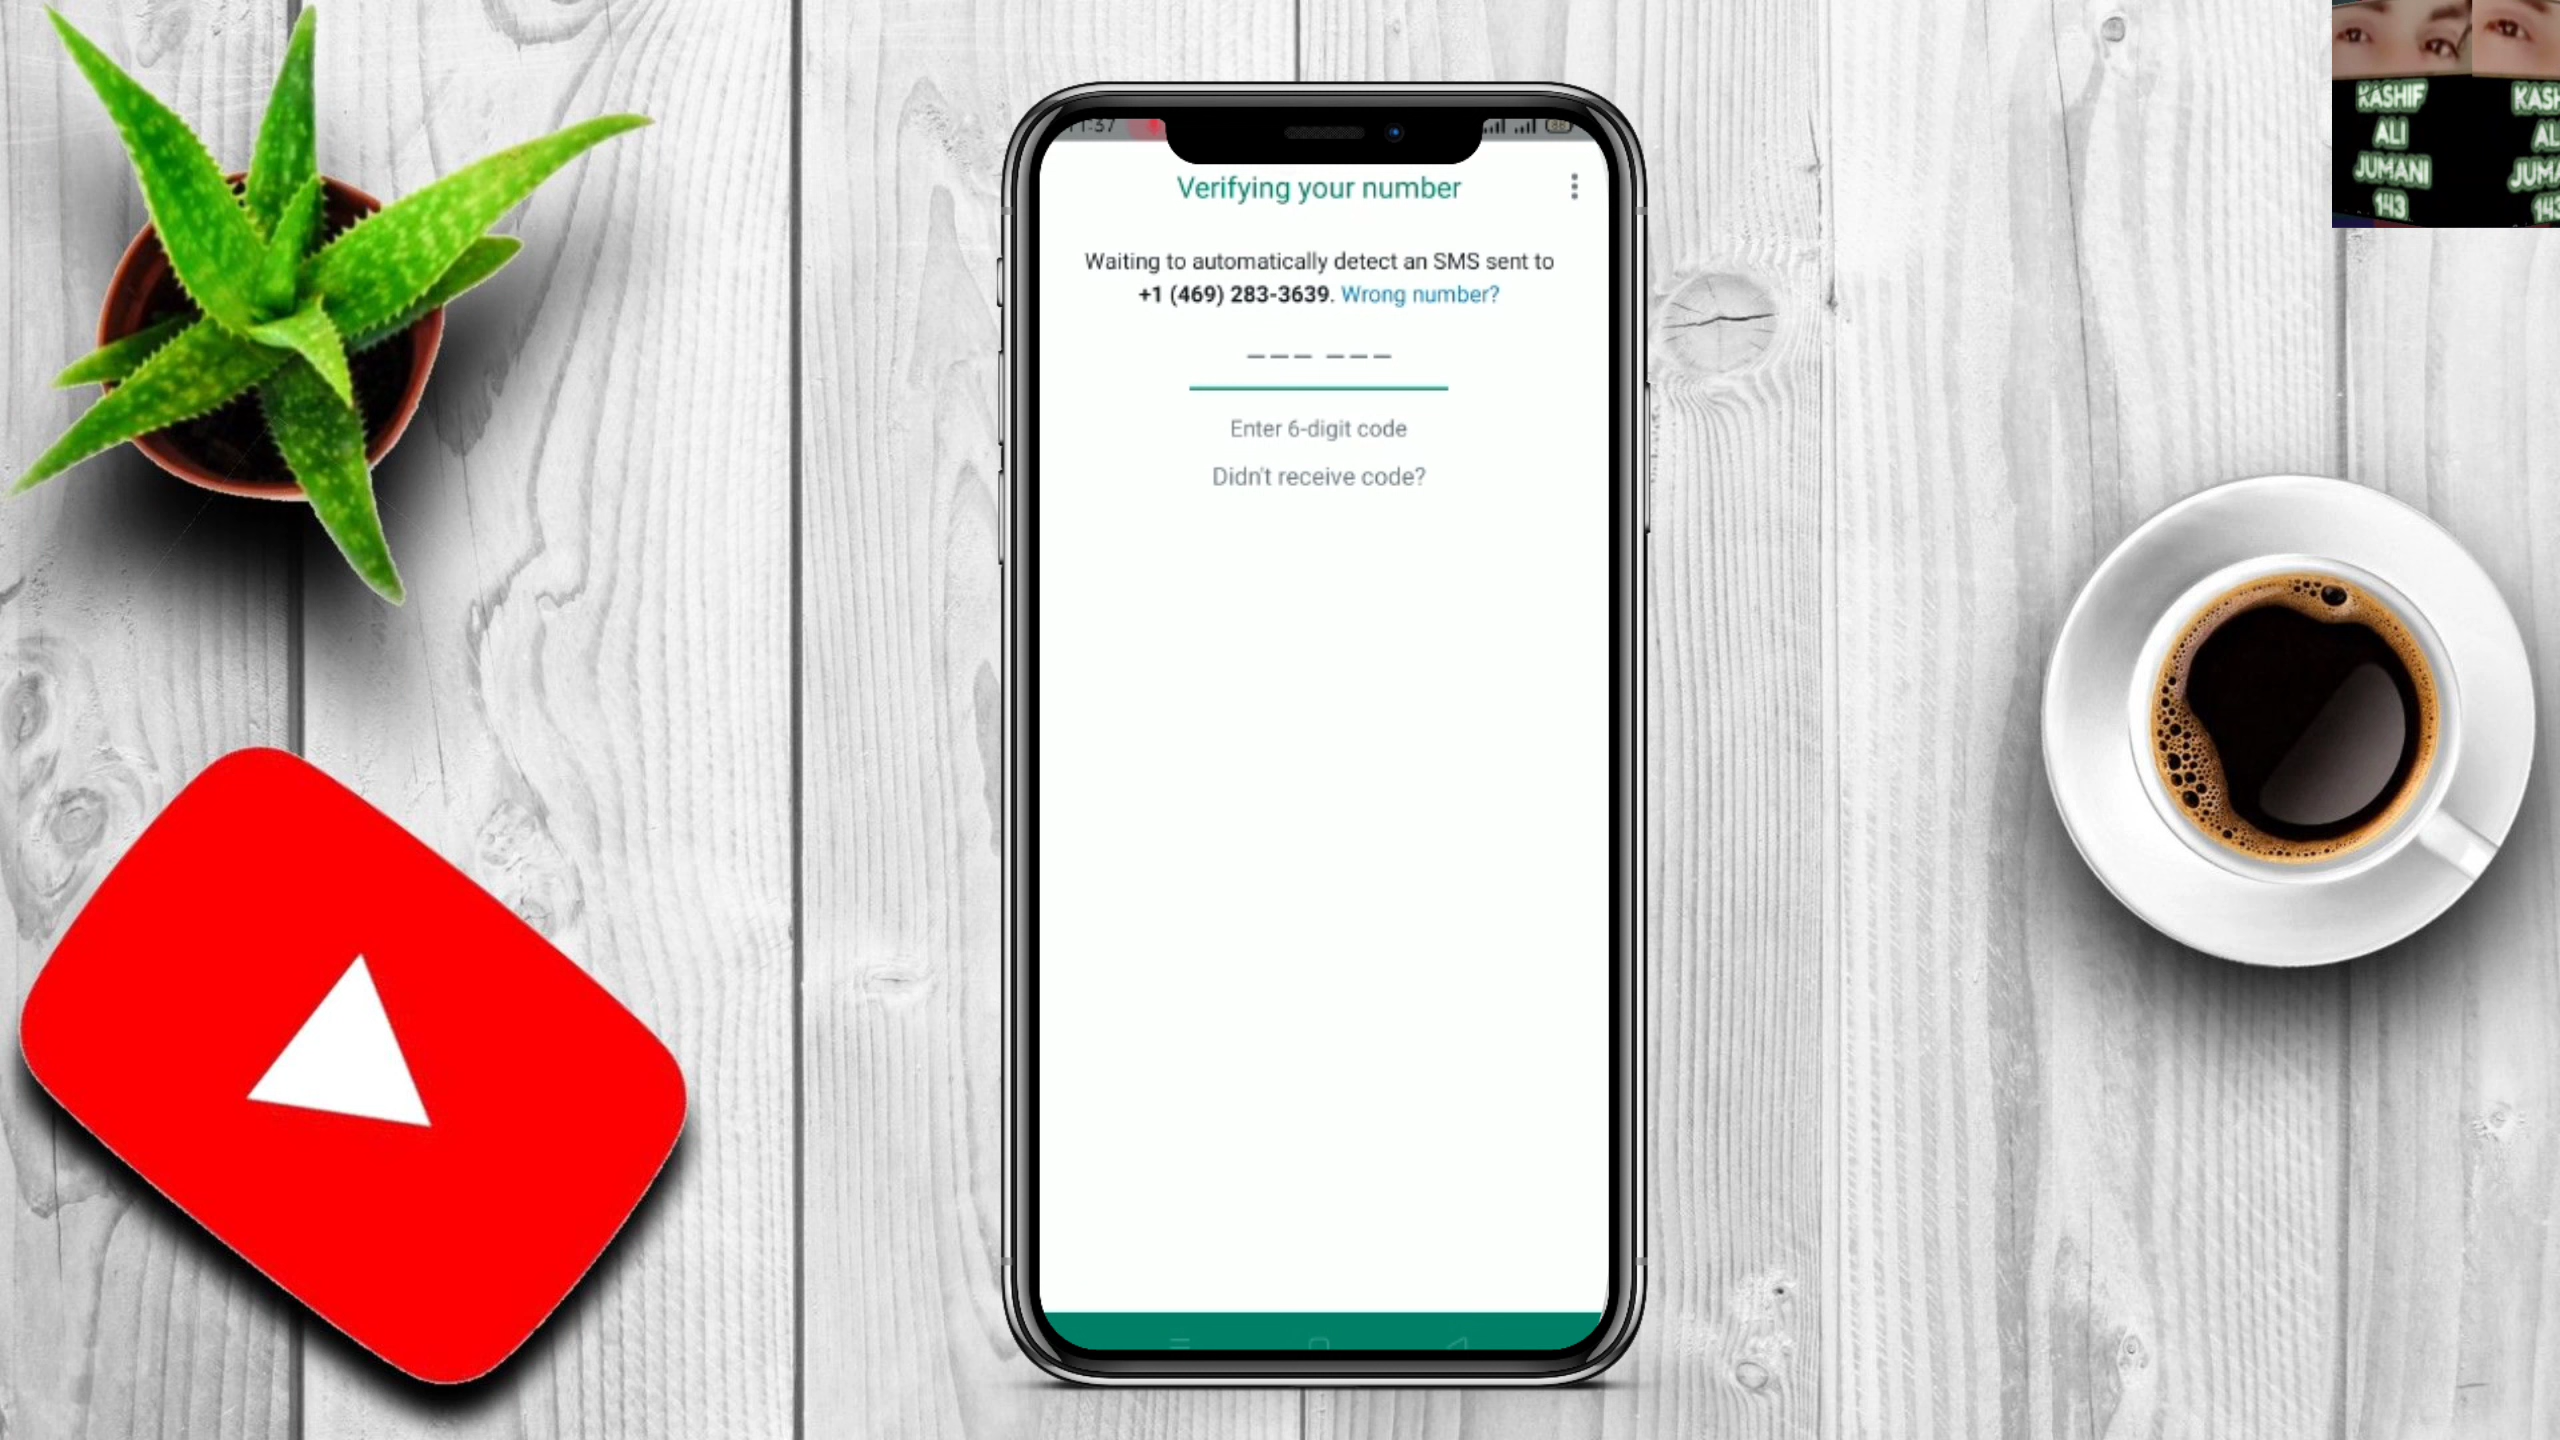 Verifying your number
Waiting to automatically detect an SMS sent to
+1 (469) 283-3639. Wrong number?
--- ---
Enter 6-digit code
Didn't receive code?
KASHIF
ALI
JUMANI
143